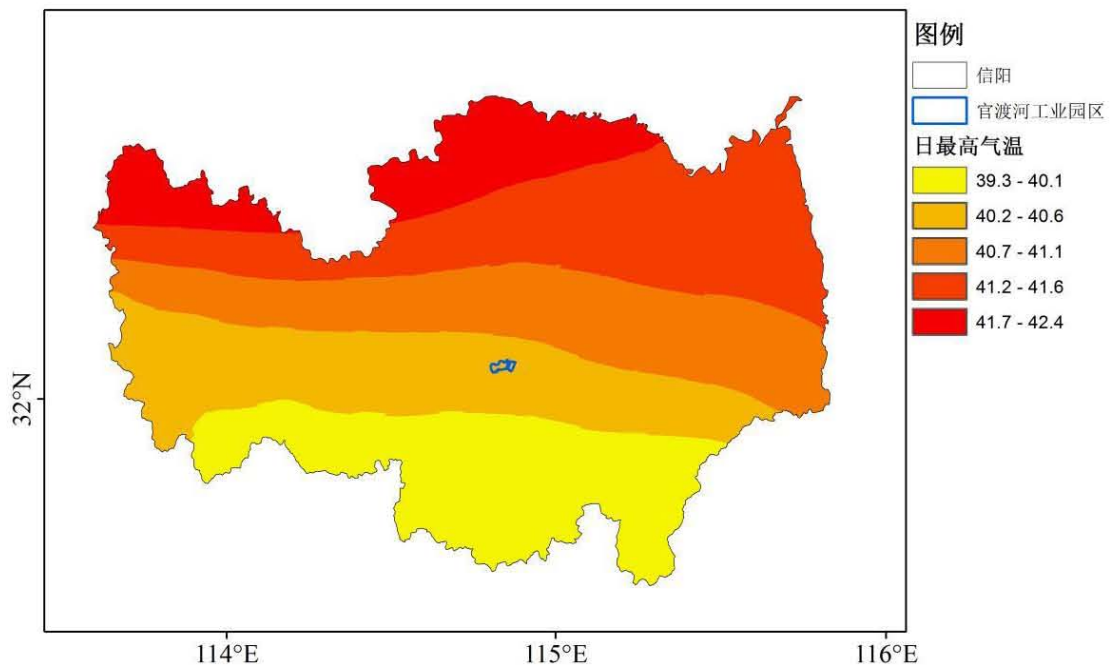 图例
信阳
官渡河工业园区
日最高气温
39.3 - 40.1
40.2 - 40.6
40.7 - 41.1
41.2 - 41.6
41.7 - 42.4
32°N
114°E
115°E
116°E